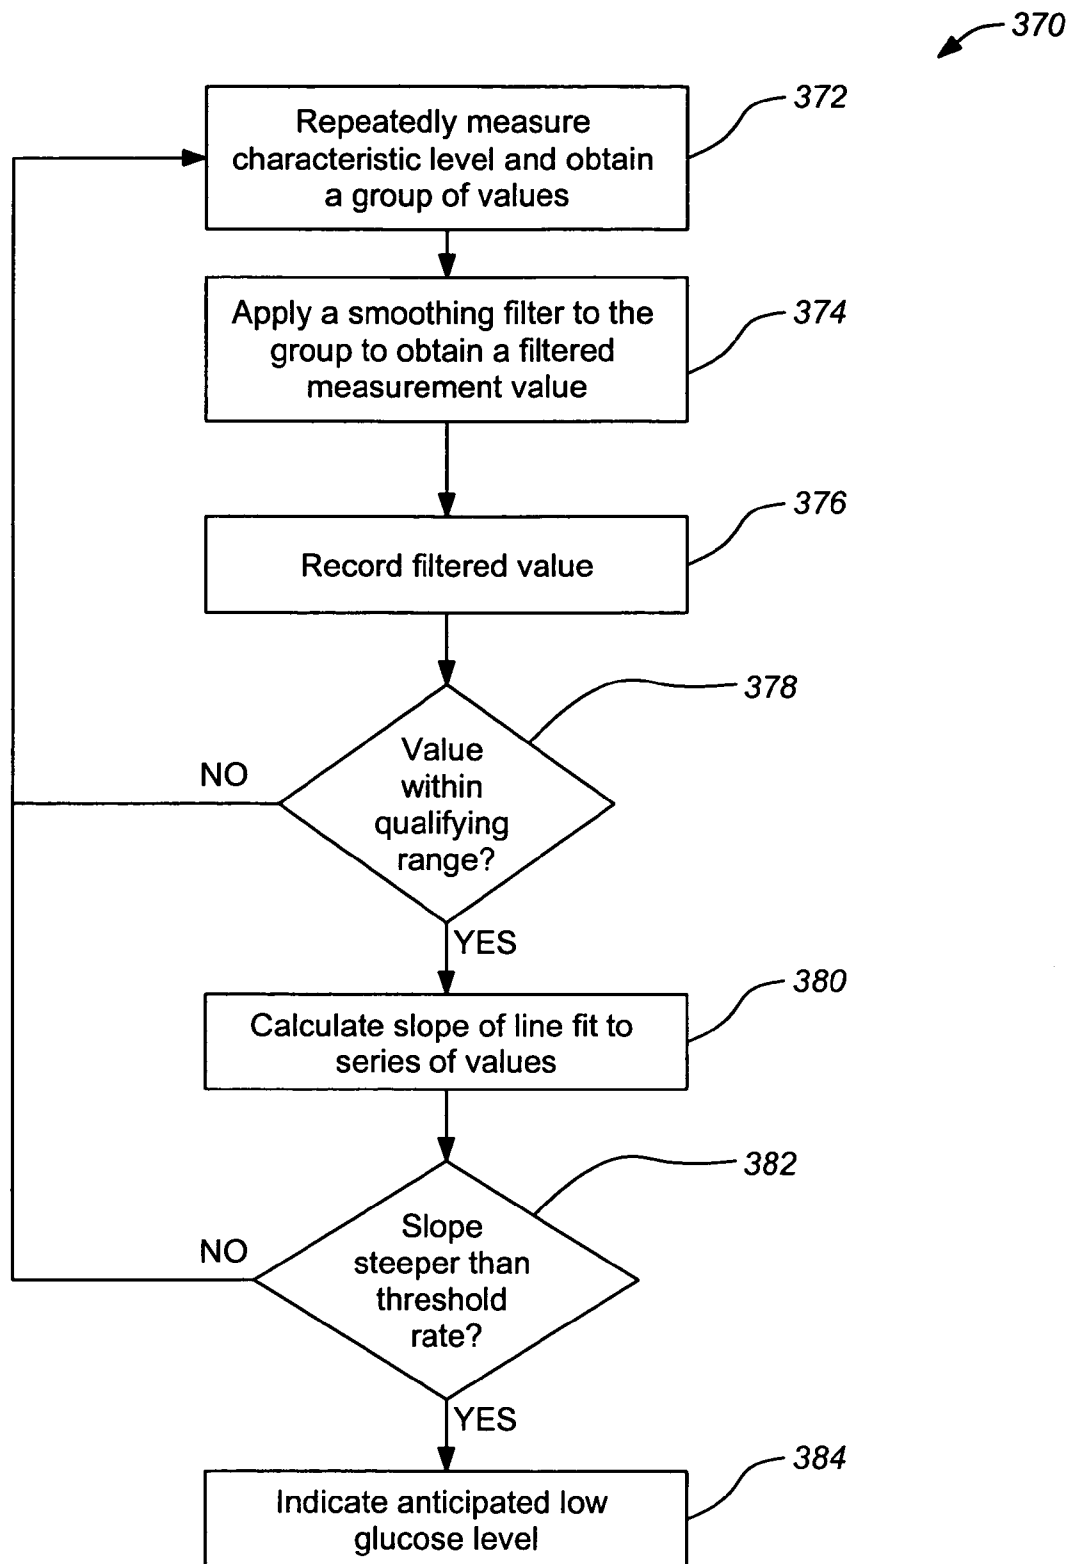 370
Repeatedly measure
characteristic level and obtain
a group of values
372
Apply a smoothing filter to the
group to obtain a filtered
measurement value
374
Record filtered value
376
Value
within
qualifying
range?
378
NO
YES
Calculate slope of line fit to
series of values
380
Slope
steeper than
threshold
rate?
382
NO
YES
Indicate anticipated low
glucose level
384